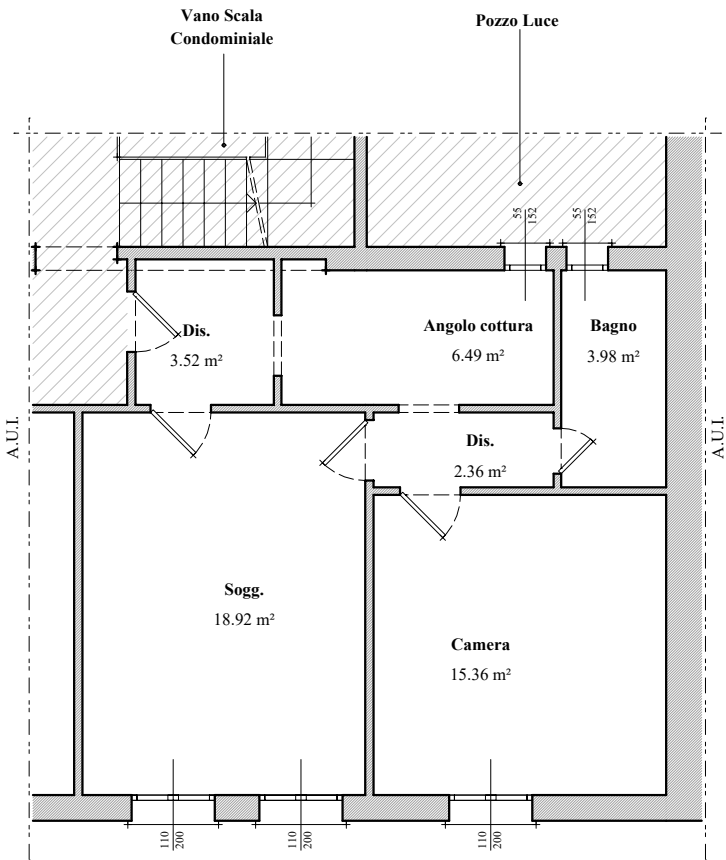 Vano Scala
Condominiale
Pozzo Luce
55
152
55
152
Dis.
3.52 m²
Angolo cottura
6.49 m²
Bagno
3.98 m²
A.U.I.
A.U.I.
Dis.
2.36 m²
Sogg.
18.92 m²
Camera
15.36 m²
110
200
110
200
110
200